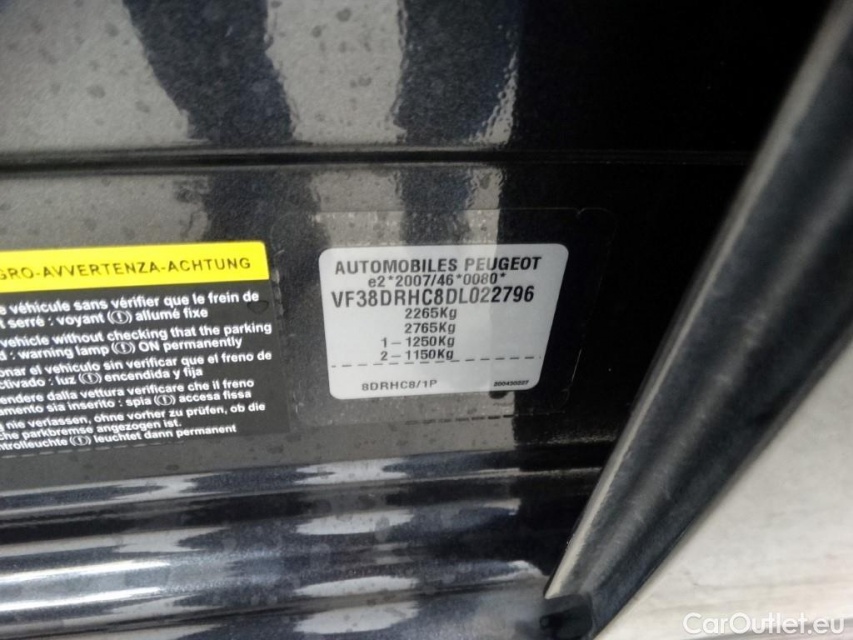 GRO-AVVERTENZA-ACHTUNG
e véhicule sans vérifier que le frein de
t serré : voyant (!) allumé fixe
vehicle without checking that the parking
d : warning lamp (!) ON permanently
onar el vehiculo sin verificar que el freno de
ctivado : luz (!) encendida y fija
ndere dalla vettura verificare che il freno
amento sia inserito : spia (!) accesa fissa
nie verlassen, ohne vorher zu prüfen, ob die
che parkbremse angezogen ist.
ntrolleuchte (!) leuchtet dann permanent
AUTOMOBILES PEUGEOT
e2*2007/46*0080*
VF38DRHC8DL022796
2265Kg
2765Kg
1-1250Kg
2-1150Kg
8DRHC8/1P
CarOutlet.eu